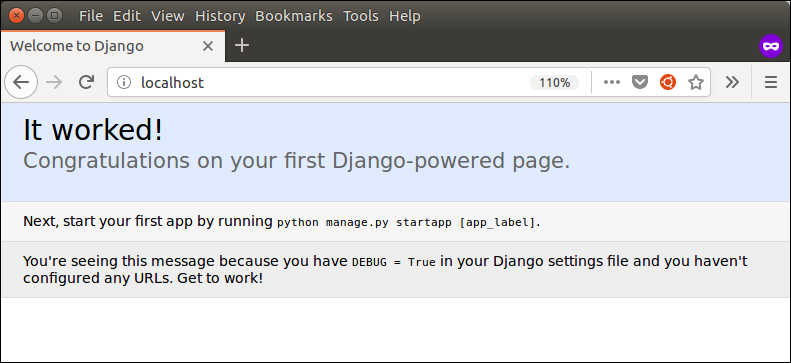 File Edit View History Bookmarks Tools Help
Welcome to Django
localhost 110%
It worked!
Congratulations on your first Django-powered page.
Next, start your first app by running python manage.py startapp [app_label].
You're seeing this message because you have DEBUG = True in your Django settings file and you haven't
configured any URLs. Get to work!